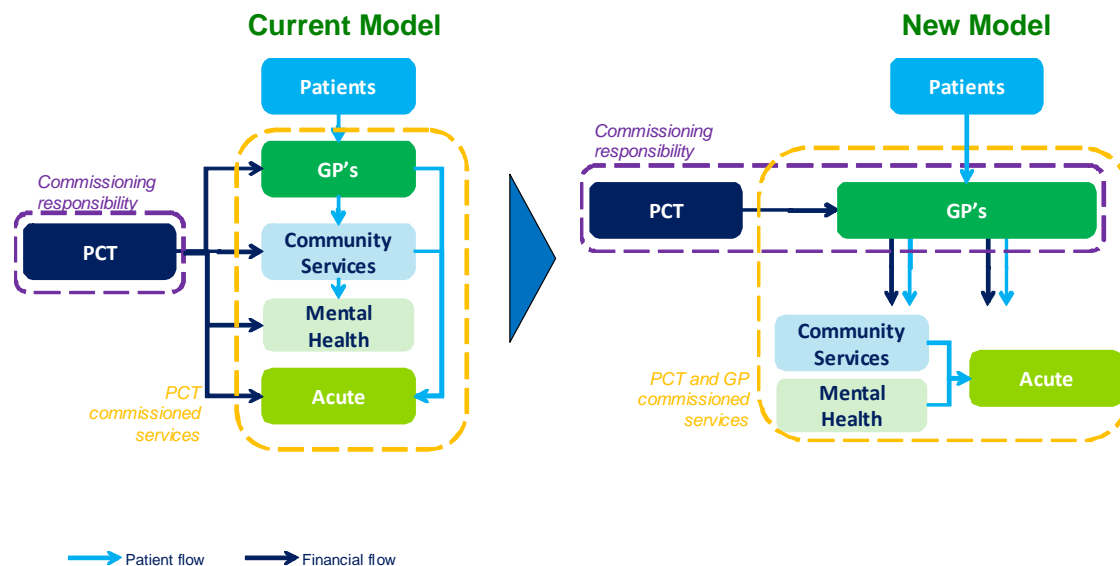 Current Model
Patients
GP's
Commissioning
responsibility
PCT
Community
Services
Mental
Health
Acute
PCT
commissioned
services
New Model
Patients
Commissioning
responsibility
PCT
GP's
Community
Services
Mental
Health
Acute
PCT and GP
commissioned
services
Patient flow
Financial flow